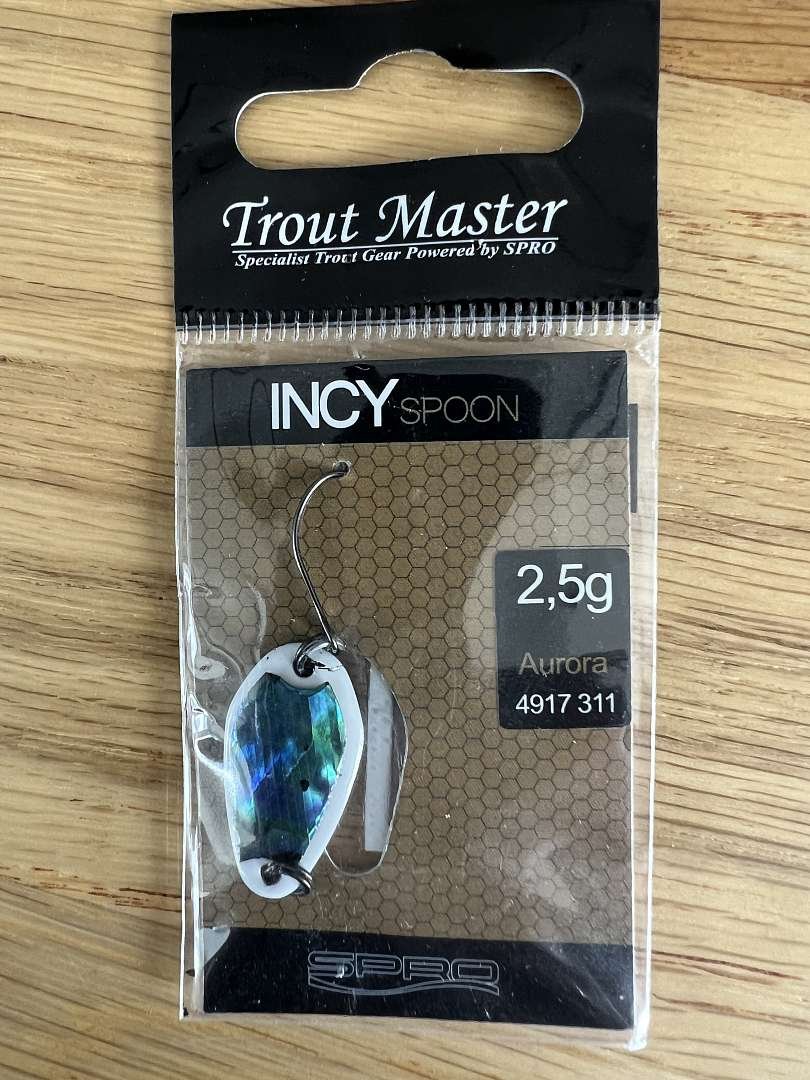 Trout Master
Specialist Trout Gear Powered by SPRO
INCY SPOON
2,5g
Aurora
4917 311
SPRO